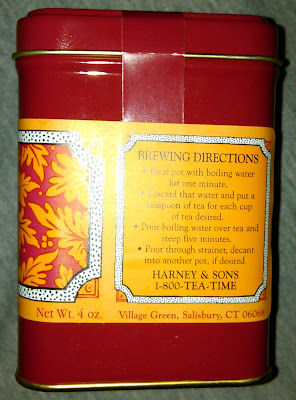 BREWING DIRECTIONS
• Heat pot with boiling water
for one minute.
• Discard that water and put a
teaspoon of tea for each cup
of tea desired.
• Pour boiling water over tea and
steep five minutes.
• Pour through strainer, decant
into another pot, if desired.
HARNEY & SONS
1-800-TEA-TIME
Net Wt. 4 oz.
Village Green, Salisbury, CT 06068